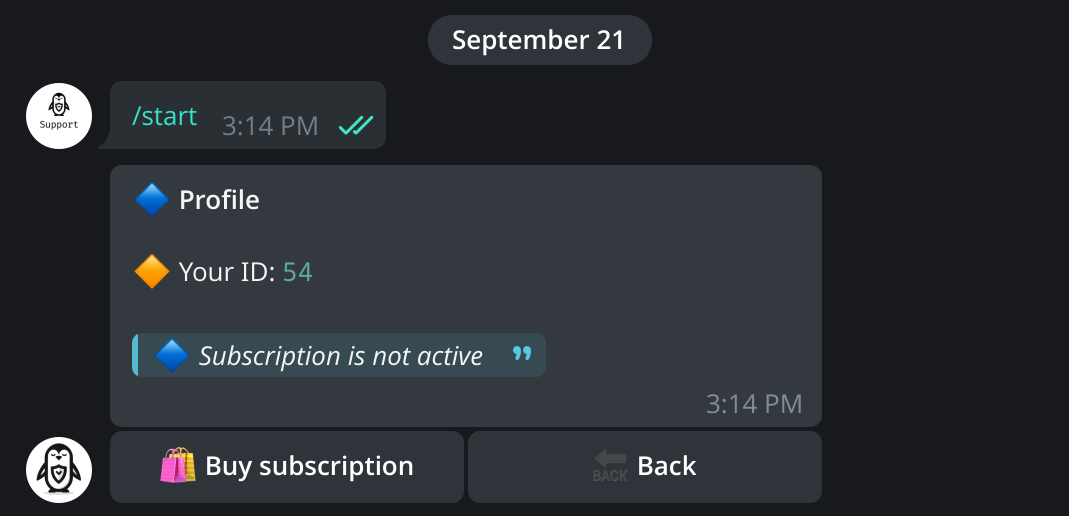 September 21
Support
/start 3:14 PM
Profile
Your ID: 54
Subscription is not active
3:14 PM
Buy subscription
BACK Back